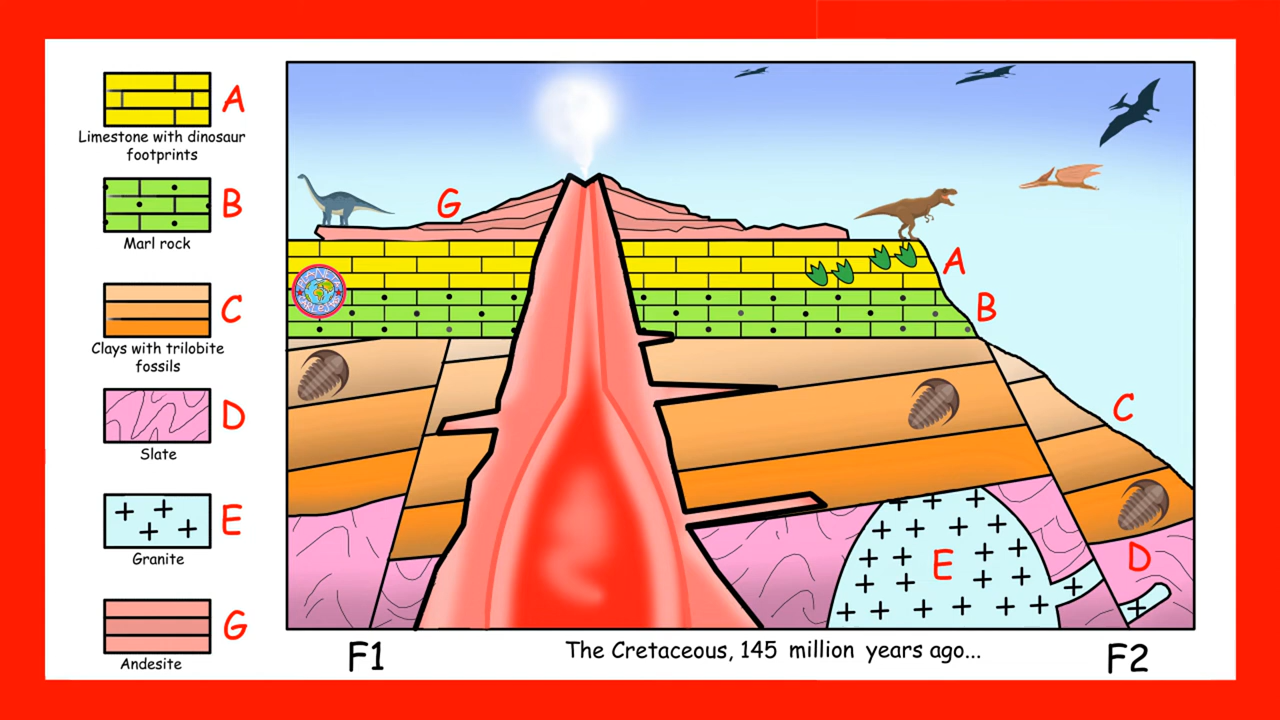 A
Limestone with dinosaur
footprints
B
Marl rock
C
Clays with trilobite
fossils
D
Slate
E
Granite
G
Andesite
G
A
B
C
E
D
F1
The Cretaceous, 145 million years ago...
F2